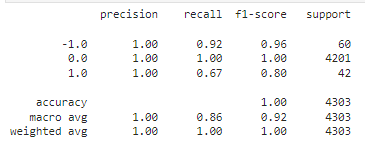 precision recall f1-score support
-1.0 1.00 0.92 0.96 60
0.0 1.00 1.00 1.00 4201
1.0 1.00 0.67 0.80 42
accuracy 1.00 4303
macro avg 1.00 0.86 0.92 4303
weighted avg 1.00 1.00 1.00 4303